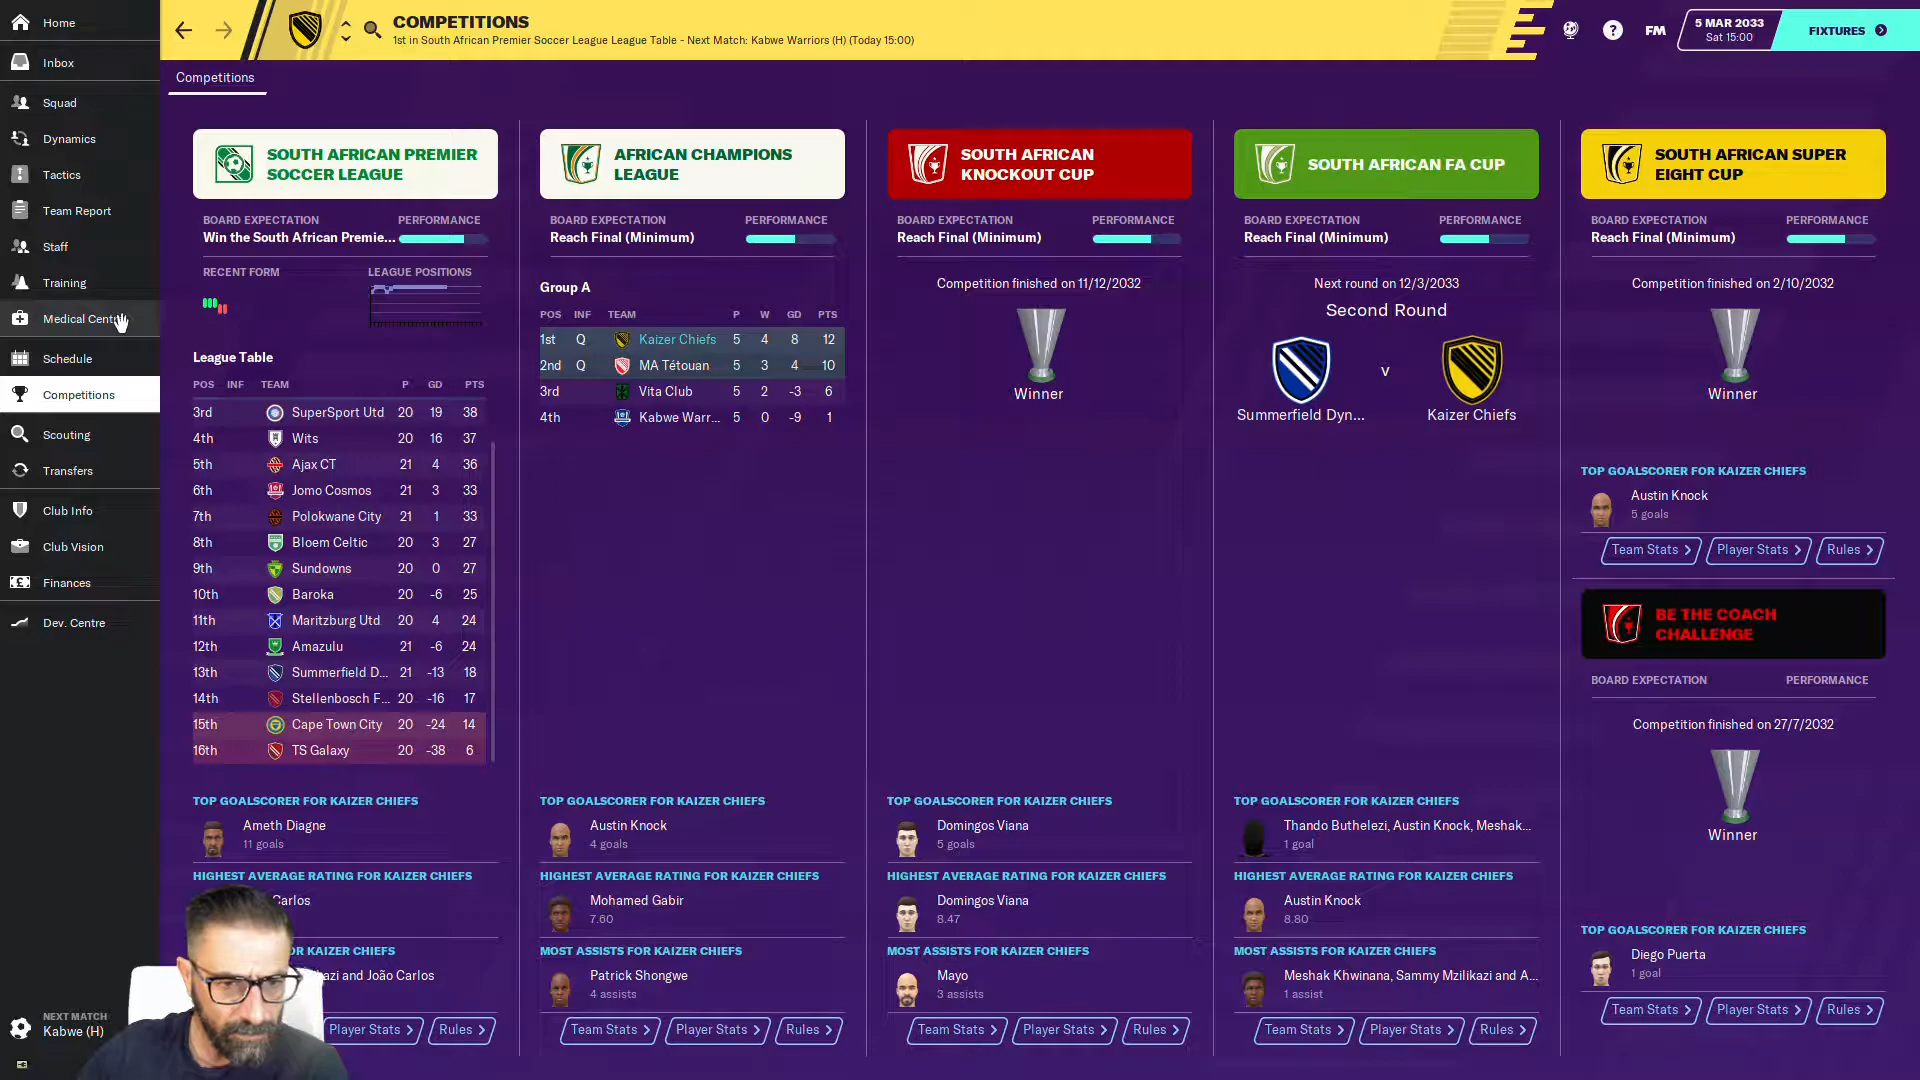 Home
Inbox
Squad
Dynamics
Tactics
Team Report
Staff
Training
Medical Cent
Schedule
Competitions
Scouting
Transfers
Club Info
Club Vision
Finances
Dev. Centre
NEXT MATCH
Kabwe (H)
COMPETITIONS
1st in South African Premier Soccer League League Table - Next Match: Kabwe Warriors (H) (Today 15:00)
?
FM
5 MAR 2033
Sat 15:00
FIXTURES
Competitions
SOUTH AFRICAN PREMIER
SOCCER LEAGUE
BOARD EXPECTATION PERFORMANCE
Win the South African Premie...
RECENT FORM LEAGUE POSITIONS
League Table
POS INF TEAM P GD PTS
3rd SuperSport Utd 20 19 38
4th Wits 20 16 37
5th Ajax CT 21 4 36
6th Jomo Cosmos 21 3 33
7th Polokwane City 21 1 33
8th Bloem Celtic 20 3 27
9th Sundowns 20 0 27
10th Baroka 20 -6 25
11th Maritzburg Utd 20 4 24
12th Amazulu 21 -6 24
13th Summerfield D... 21 -13 18
14th Stellenbosch F... 20 -16 17
15th Cape Town City 20 -24 14
16th TS Galaxy 20 -38 6
TOP GOALSCORER FOR KAIZER CHIEFS
Ameth Diagne
11 goals
HIGHEST AVERAGE RATING FOR KAIZER CHIEFS
Carlos
OR KAIZER CHIEFS
kazi and João Carlos
Player Stats Rules
AFRICAN CHAMPIONS
LEAGUE
BOARD EXPECTATION PERFORMANCE
Reach Final (Minimum)
Group A
POS INF TEAM P W GD PTS
1st Q Kaizer Chiefs 5 4 8 12
2nd Q MA Tétouan 5 3 4 10
3rd Vita Club 5 2 -3 6
4th Kabwe Warr... 5 0 -9 1
TOP GOALSCORER FOR KAIZER CHIEFS
Austin Knock
4 goals
HIGHEST AVERAGE RATING FOR KAIZER CHIEFS
Mohamed Gabir
7.60
MOST ASSISTS FOR KAIZER CHIEFS
Patrick Shongwe
4 assists
Team Stats Player Stats Rules
SOUTH AFRICAN
KNOCKOUT CUP
BOARD EXPECTATION PERFORMANCE
Reach Final (Minimum)
Competition finished on 11/12/2032
Winner
TOP GOALSCORER FOR KAIZER CHIEFS
Domingos Viana
5 goals
HIGHEST AVERAGE RATING FOR KAIZER CHIEFS
Domingos Viana
8.47
MOST ASSISTS FOR KAIZER CHIEFS
Mayo
3 assists
Team Stats Player Stats Rules
SOUTH AFRICAN FA CUP
BOARD EXPECTATION PERFORMANCE
Reach Final (Minimum)
Next round on 12/3/2033
Second Round
v
Summerfield Dyn... Kaizer Chiefs
TOP GOALSCORER FOR KAIZER CHIEFS
Thando Buthelezi, Austin Knock, Meshak...
1 goal
HIGHEST AVERAGE RATING FOR KAIZER CHIEFS
Austin Knock
8.80
MOST ASSISTS FOR KAIZER CHIEFS
Meshak Khwinana, Sammy Mzilikazi and A...
1 assist
Team Stats Player Stats Rules
SOUTH AFRICAN SUPER
EIGHT CUP
BOARD EXPECTATION PERFORMANCE
Reach Final (Minimum)
Competition finished on 2/10/2032
Winner
TOP GOALSCORER FOR KAIZER CHIEFS
Austin Knock
5 goals
Team Stats Player Stats Rules
BE THE COACH
CHALLENGE
BOARD EXPECTATION PERFORMANCE
Competition finished on 27/7/2032
Winner
TOP GOALSCORER FOR KAIZER CHIEFS
Diego Puerta
1 goal
Team Stats Player Stats Rules